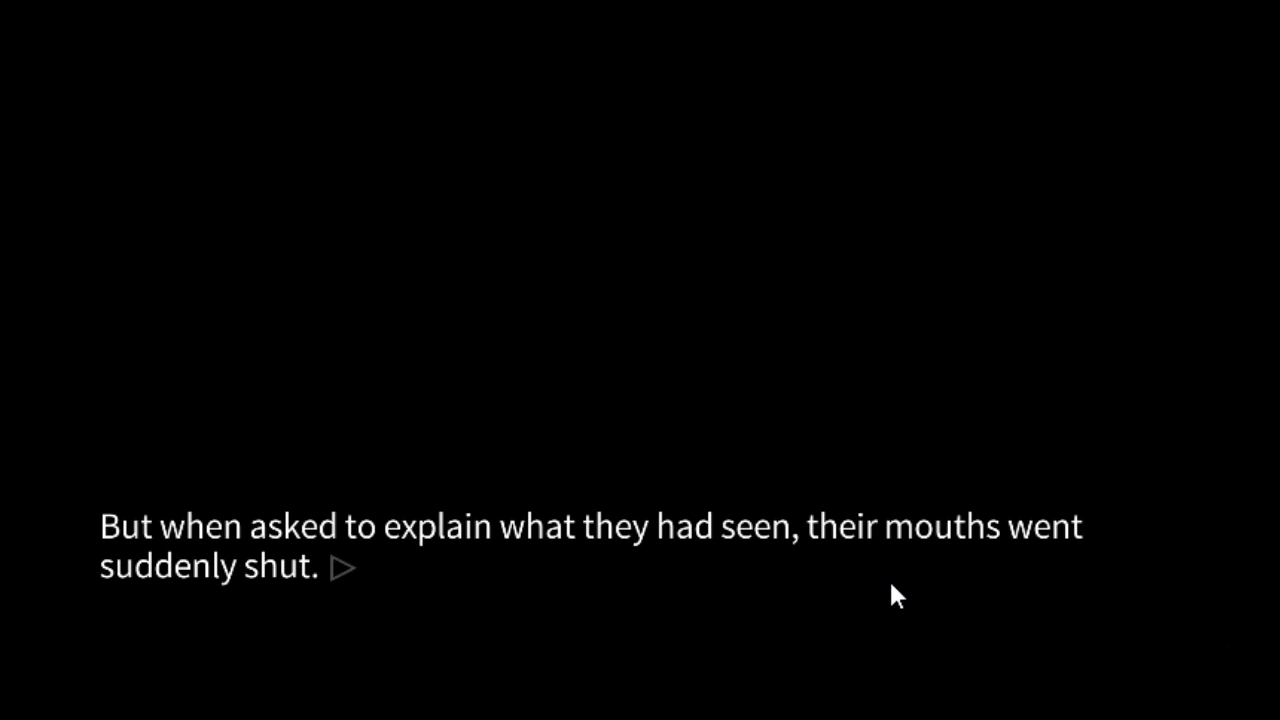 But when asked to explain what they had seen, their mouths went
suddenly shut.